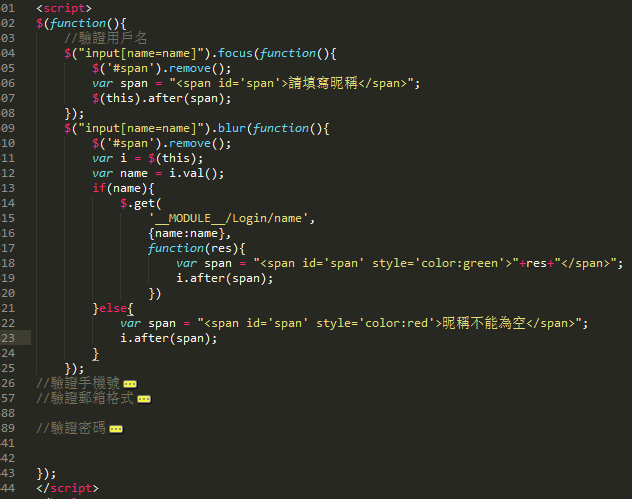 01 <script>
02 $(function(){
03 //驗證用戶名
04 $("input[name=name]").focus(function(){
05 $('#span').remove();
06 var span = "<span id='span'>請填寫昵稱</span>";
07 $(this).after(span);
08 });
09 $("input[name=name]").blur(function(){
10 $('#span').remove();
11 var i = $(this);
12 var name = i.val();
13 if(name){
14 $.get(
15 '__MODULE__/Login/name',
16 {name:name},
17 function(res){
18 var span = "<span id='span' style='color:green'>"+res+"</span>";
19 i.after(span);
20 })
21 }else{
22 var span = "<span id='span' style='color:red'>昵稱不能為空</span>";
23 i.after(span);
24 }
25 });
26 //驗證手機號
57 //驗證郵箱格式
88
89 //驗證密碼
41
42
43 });
44 </script>